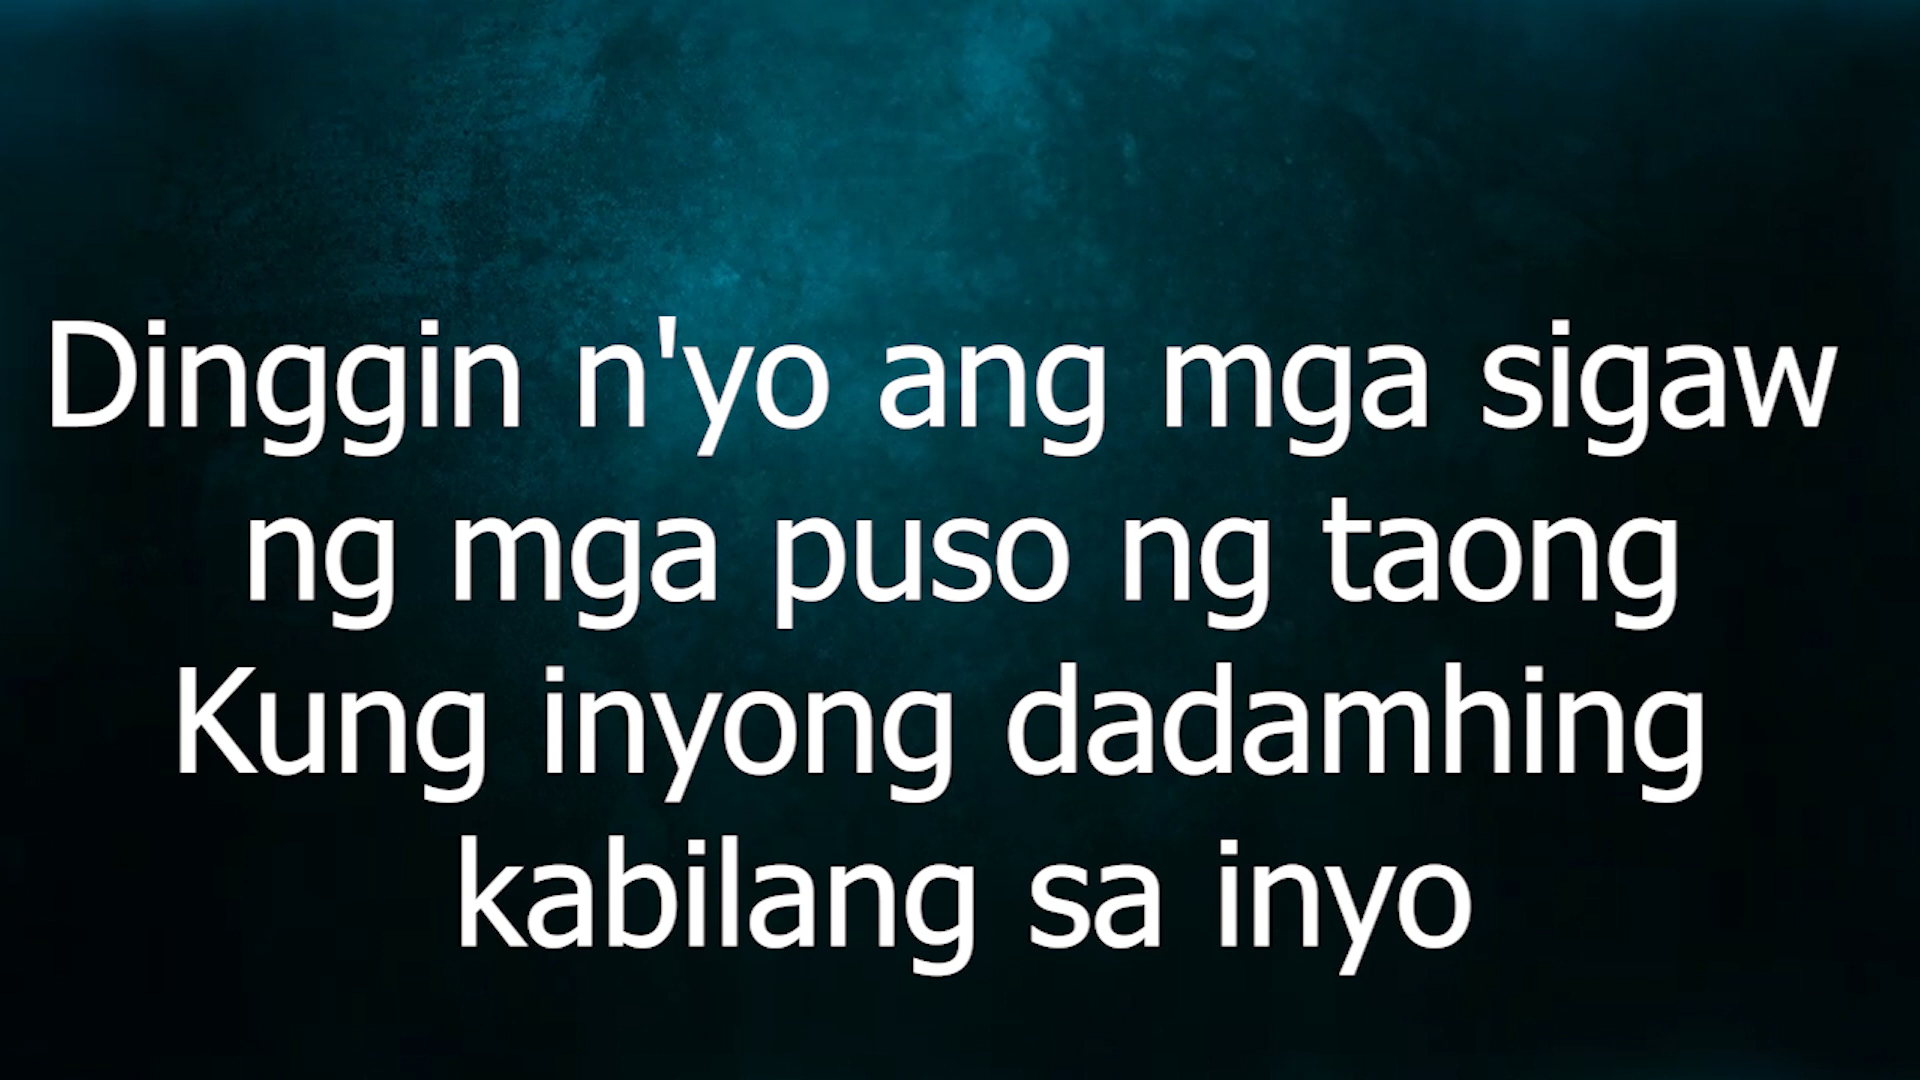 Dinggin n'yo ang mga sigaw
ng mga puso ng taong
Kung inyong dadamhing
kabilang sa inyo